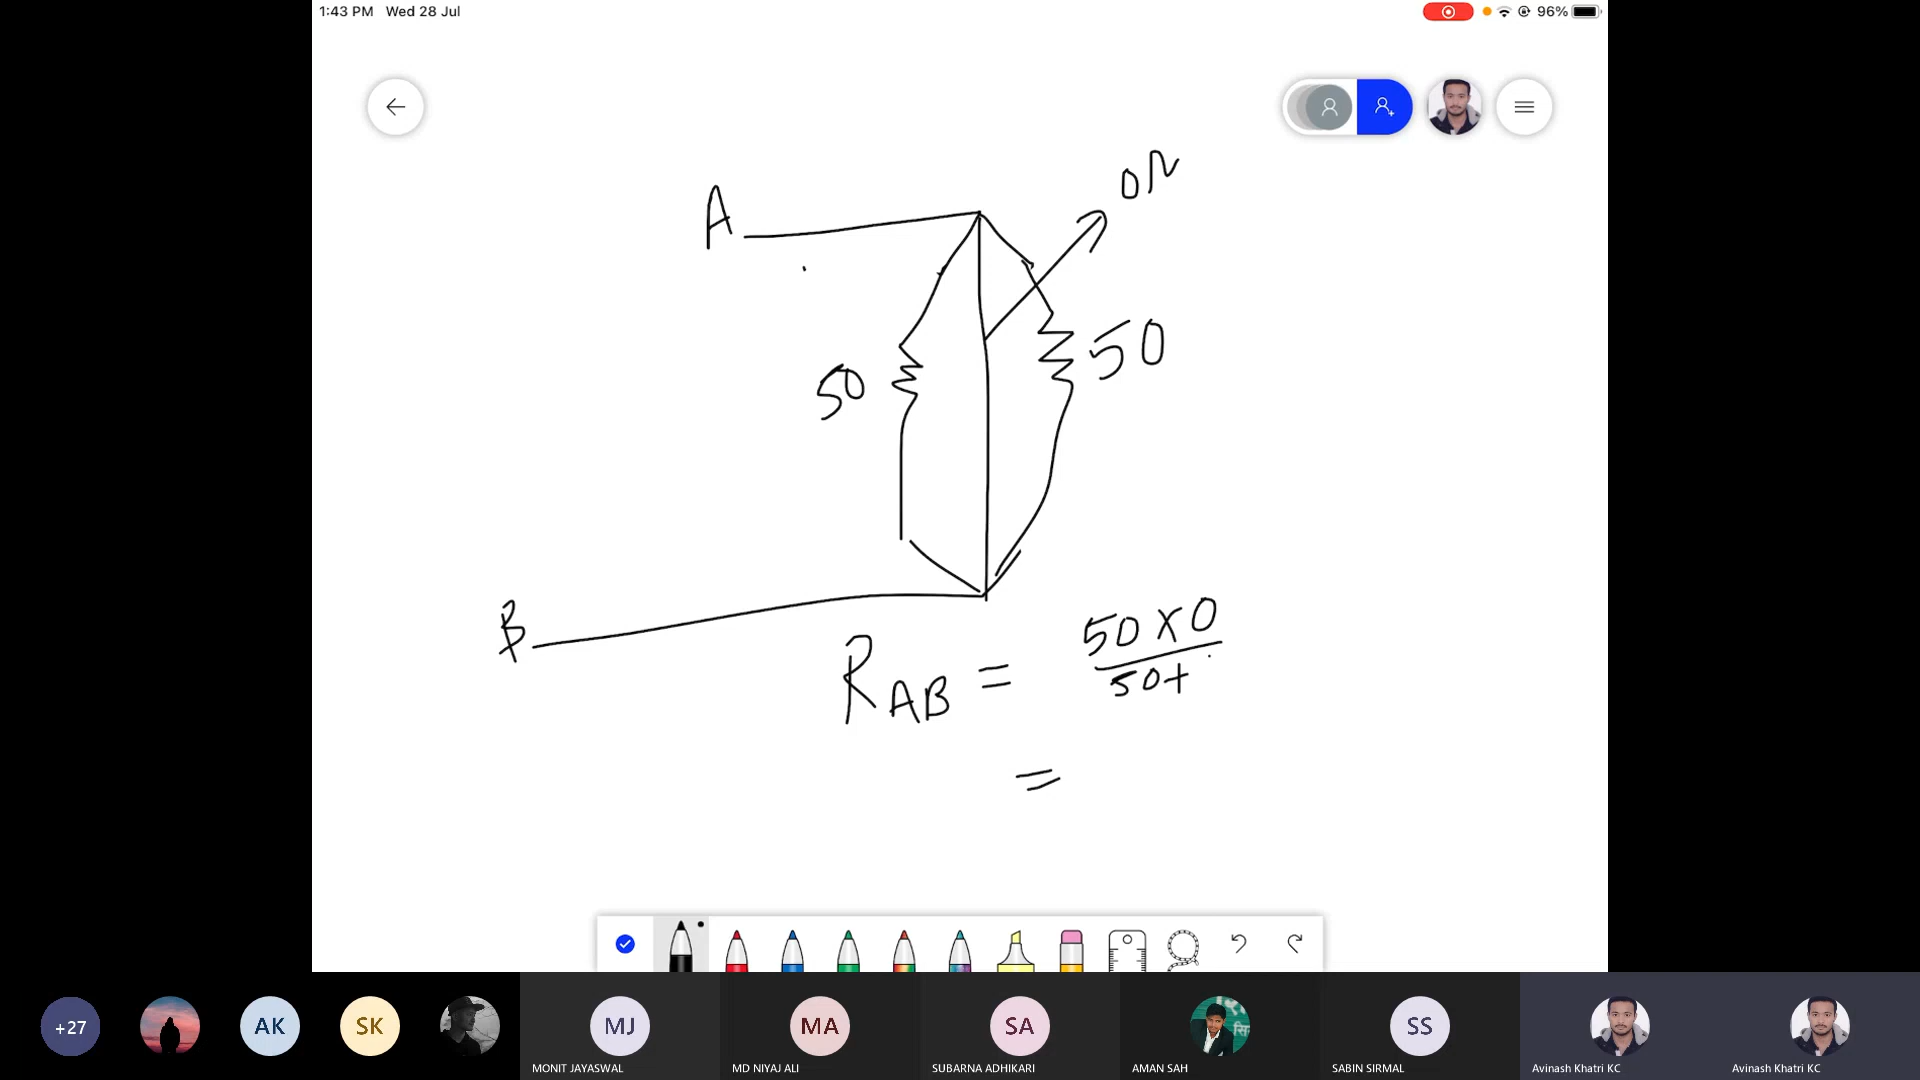 1:43 PM Wed 28 Jul
96%
0Ω
A
50
50
B
R_AB = 50 × 0
50+
=
+27
AK
SK
MJ
MA
SA
SS
MONIT JAYASWAL
MD NIYAJ ALI
SUBARNA ADHIKARI
AMAN SAH
SABIN SIRMAL
Avinash Khatri KC
Avinash Khatri KC